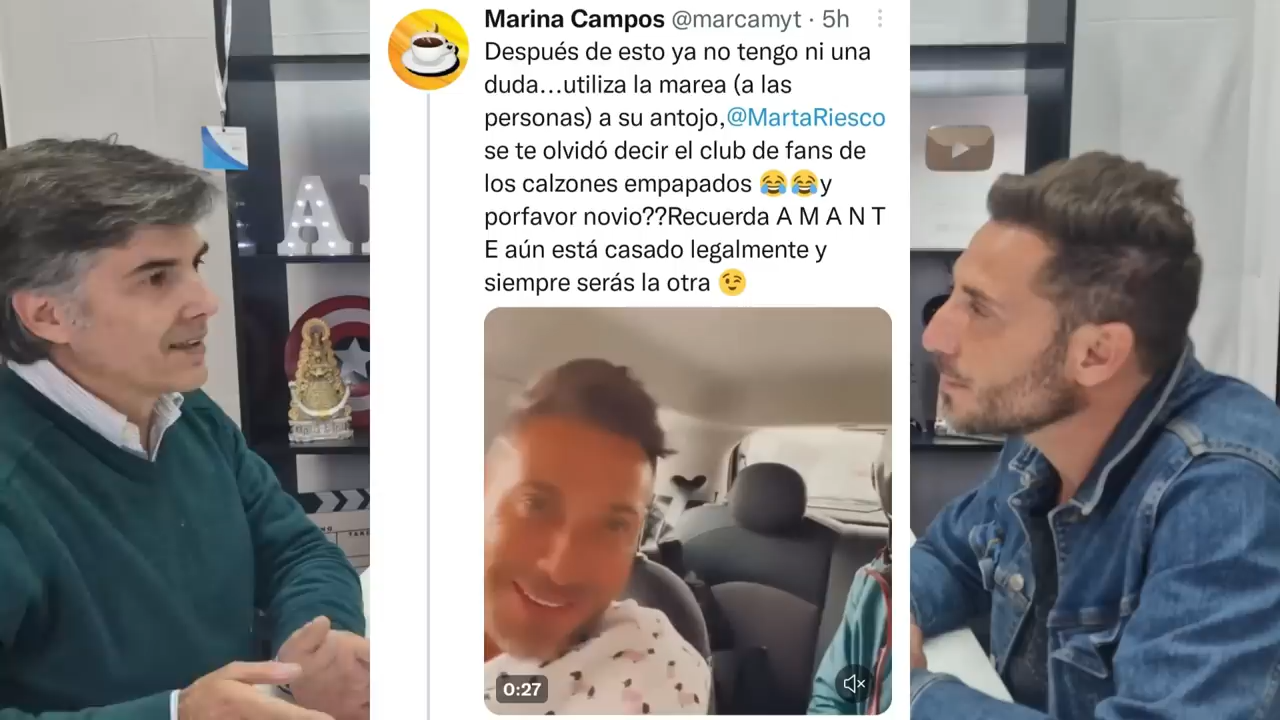 Marina Campos @marcamyt · 5h
Después de esto ya no tengo ni una
duda...utiliza la marea (a las
personas) a su antojo,@MartaRiesco
se te olvidó decir el club de fans de
los calzones empapados 😂😂y
porfavor novio??Recuerda A M A N T
E aún está casado legalmente y
siempre serás la otra 😉
0:27